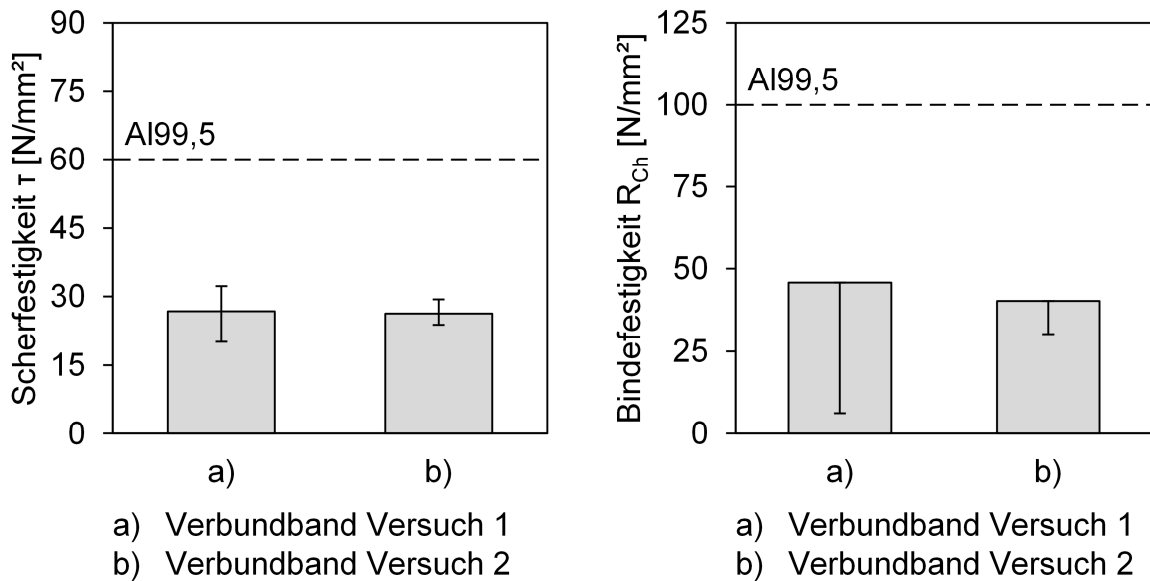 Scherfestigkeit τ [N/mm²]
90
75
60
45
30
15
0
Al99,5
a)
b)
a) Verbundband Versuch 1
b) Verbundband Versuch 2
Bindefestigkeit R_Ch [N/mm²]
125
100
75
50
25
0
Al99,5
a)
b)
a) Verbundband Versuch 1
b) Verbundband Versuch 2